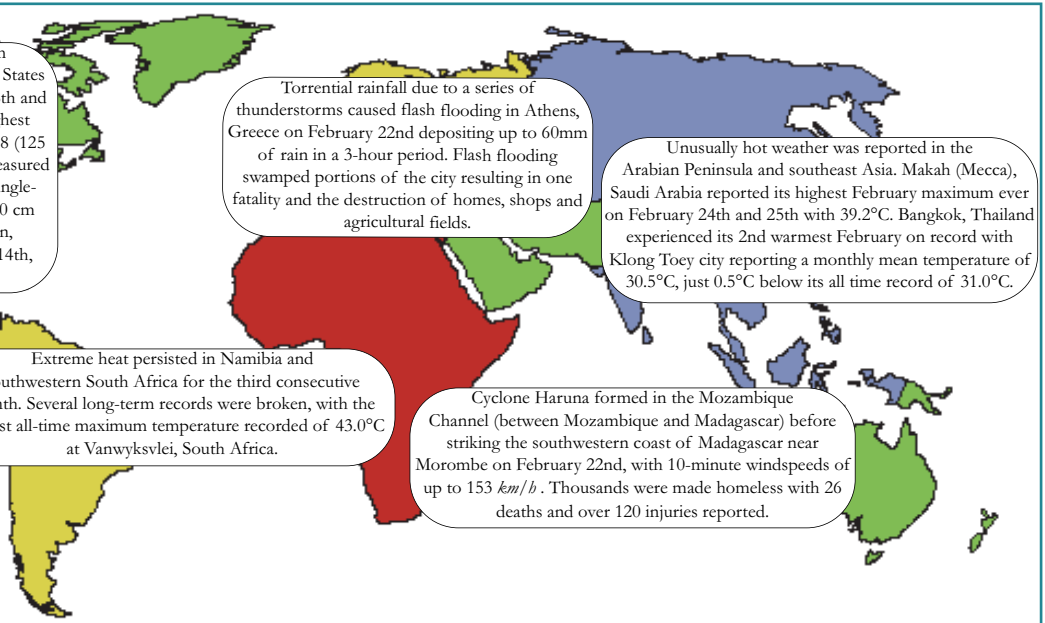 States
th and
hest
8 (125
easured
ngle-
0 cm
n,
14th,
Torrential rainfall due to a series of
thunderstorms caused flash flooding in Athens,
Greece on February 22nd depositing up to 60mm
of rain in a 3-hour period. Flash flooding
swamped portions of the city resulting in one
fatality and the destruction of homes, shops and
agricultural fields.
Unusually hot weather was reported in the
Arabian Peninsula and southeast Asia. Makah (Mecca),
Saudi Arabia reported its highest February maximum ever
on February 24th and 25th with 39.2°C. Bangkok, Thailand
experienced its 2nd warmest February on record with
Klong Toey city reporting a monthly mean temperature of
30.5°C, just 0.5°C below its all time record of 31.0°C.
Extreme heat persisted in Namibia and
uthwestern South Africa for the third consecutive
nth. Several long-term records were broken, with the
st all-time maximum temperature recorded of 43.0°C
at Vanwyksvlei, South Africa.
Cyclone Haruna formed in the Mozambique
Channel (between Mozambique and Madagascar) before
striking the southwestern coast of Madagascar near
Morombe on February 22nd, with 10-minute windspeeds of
up to 153 km/h . Thousands were made homeless with 26
deaths and over 120 injuries reported.